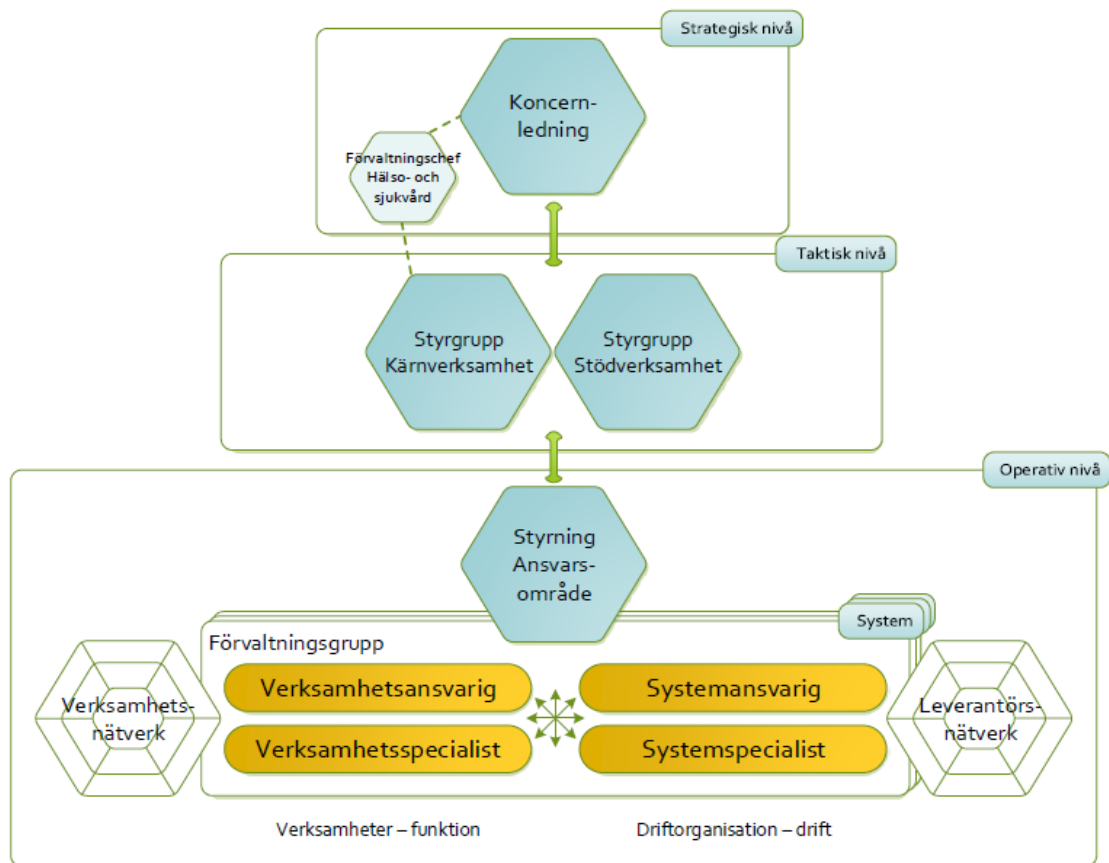 Strategisk nivå
Koncern-
ledning
Förvaltningschef
Hälso- och
sjukvård
Taktisk nivå
Styrgrupp
Kärnverksamhet
Styrgrupp
Stödverksamhet
Operativ nivå
Styrning
Ansvars-
område
System
Förvaltningsgrupp
Verksamhets-
nätverk
Verksamhetsansvarig
Systemansvarig
Verksamhetsspecialist
Systemspecialist
Leverantörs-
nätverk
Verksamheter – funktion
Driftorganisation – drift